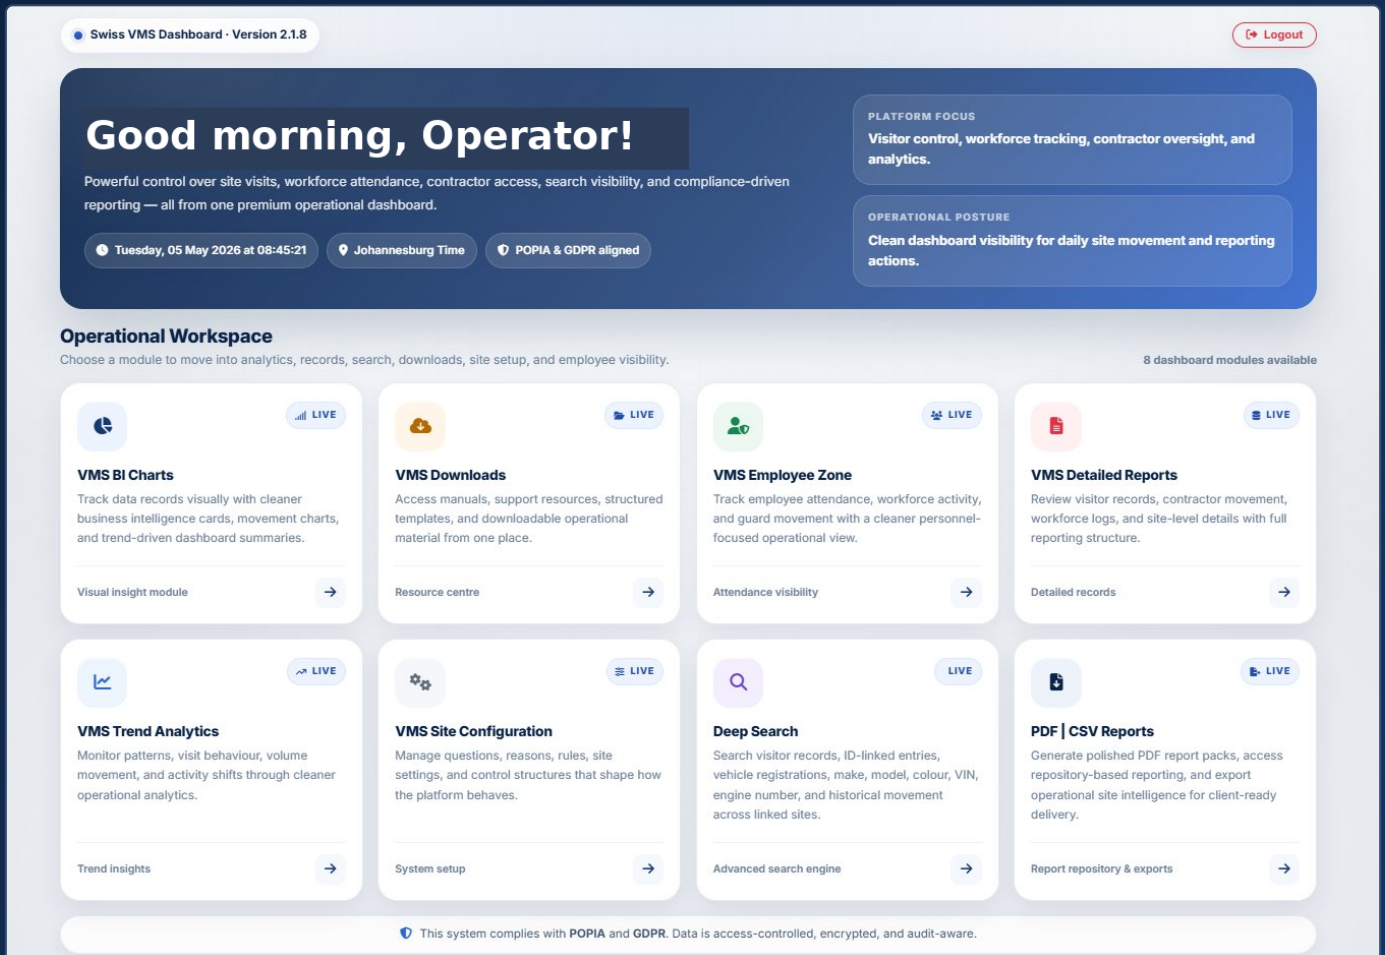 Swiss VMS Dashboard · Version 2.1.8
Logout
Good morning, Operator!
Powerful control over site visits, workforce attendance, contractor access, search visibility, and compliance-driven
reporting — all from one premium operational dashboard.
Tuesday, 05 May 2026 at 08:45:21
Johannesburg Time
POPIA & GDPR aligned
PLATFORM FOCUS
Visitor control, workforce tracking, contractor oversight, and
analytics.
OPERATIONAL POSTURE
Clean dashboard visibility for daily site movement and reporting
actions.
Operational Workspace
Choose a module to move into analytics, records, search, downloads, site setup, and employee visibility.
8 dashboard modules available
LIVE
VMS BI Charts
Track data records visually with cleaner
business intelligence cards, movement charts,
and trend-driven dashboard summaries.
Visual insight module
LIVE
VMS Downloads
Access manuals, support resources, structured
templates, and downloadable operational
material from one place.
Resource centre
LIVE
VMS Employee Zone
Track employee attendance, workforce activity,
and guard movement with a cleaner personnel-
focused operational view.
Attendance visibility
LIVE
VMS Detailed Reports
Review visitor records, contractor movement,
workforce logs, and site-level details with full
reporting structure.
Detailed records
LIVE
VMS Trend Analytics
Monitor patterns, visit behaviour, volume
movement, and activity shifts through cleaner
operational analytics.
Trend insights
LIVE
VMS Site Configuration
Manage questions, reasons, rules, site
settings, and control structures that shape how
the platform behaves.
System setup
LIVE
Deep Search
Search visitor records, ID-linked entries,
vehicle registrations, make, model, colour, VIN,
engine number, and historical movement
across linked sites.
Advanced search engine
LIVE
PDF | CSV Reports
Generate polished PDF report packs, access
repository-based reporting, and export
operational site intelligence for client-ready
delivery.
Report repository & exports
This system complies with POPIA and GDPR. Data is access-controlled, encrypted, and audit-aware.